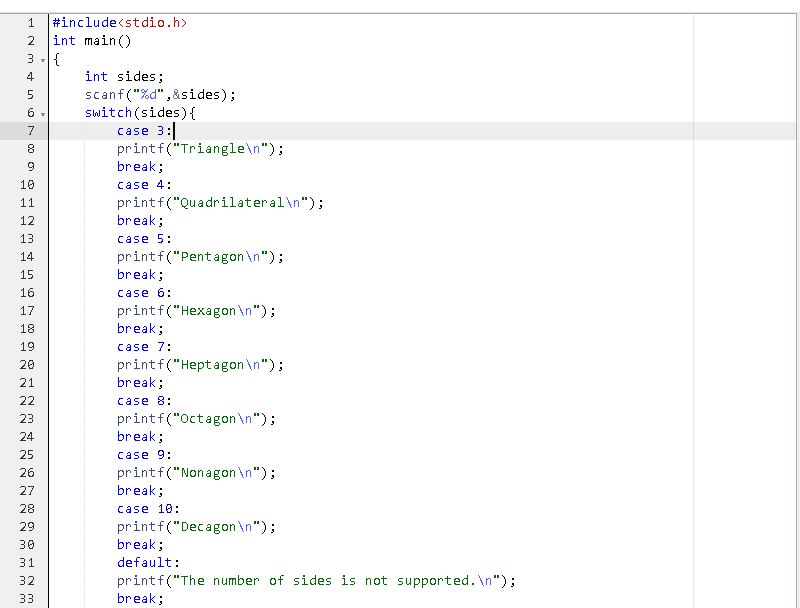 1 #include<stdio.h>
2 int main()
3 {
4 int sides;
5 scanf("%d",&sides);
6 switch(sides){
7 case 3:
8 printf("Triangle\n");
9 break;
10 case 4:
11 printf("Quadrilateral\n");
12 break;
13 case 5:
14 printf("Pentagon\n");
15 break;
16 case 6:
17 printf("Hexagon\n");
18 break;
19 case 7:
20 printf("Heptagon\n");
21 break;
22 case 8:
23 printf("Octagon\n");
24 break;
25 case 9:
26 printf("Nonagon\n");
27 break;
28 case 10:
29 printf("Decagon\n");
30 break;
31 default:
32 printf("The number of sides is not supported.\n");
33 break;